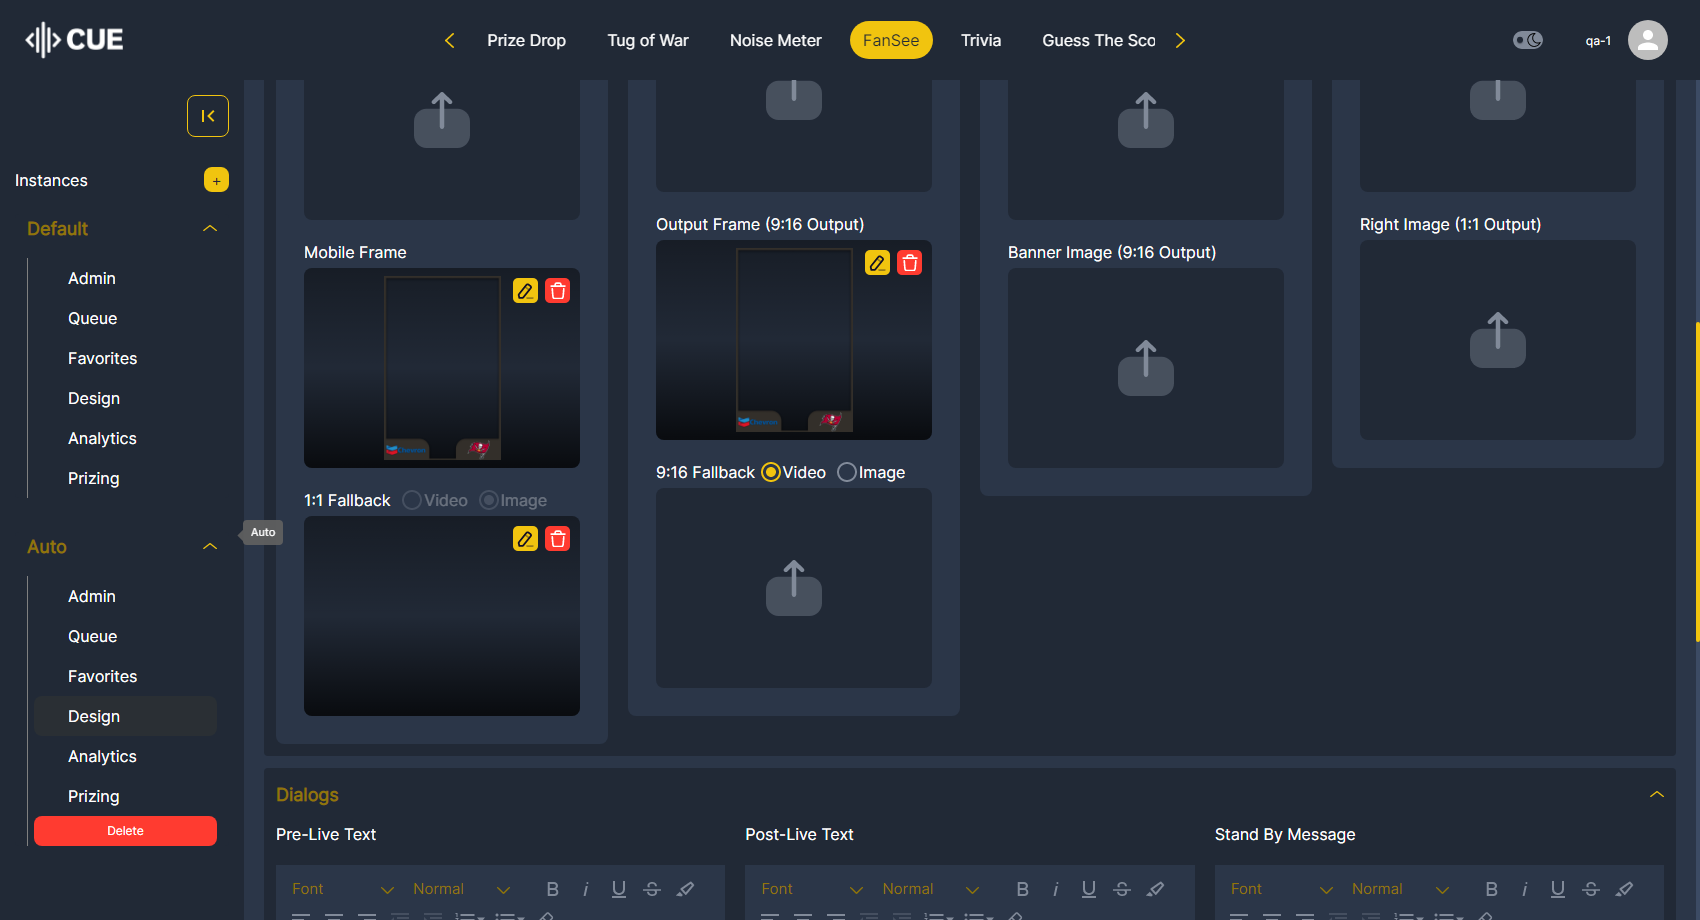 CUE
Prize Drop
Tug of War
Noise Meter
FanSee
Trivia
Guess The Sco
qa-1
Instances
+
Default
Admin
Queue
Favorites
Design
Analytics
Prizing
Auto
Auto
Admin
Queue
Favorites
Design
Analytics
Prizing
Delete
Mobile Frame
1:1 Fallback Video Image
Output Frame (9:16 Output)
9:16 Fallback Video Image
Banner Image (9:16 Output)
Right Image (1:1 Output)
Dialogs
Pre-Live Text
Font Normal B i U S
Post-Live Text
Font Normal B i U S
Stand By Message
Font Normal B i U S